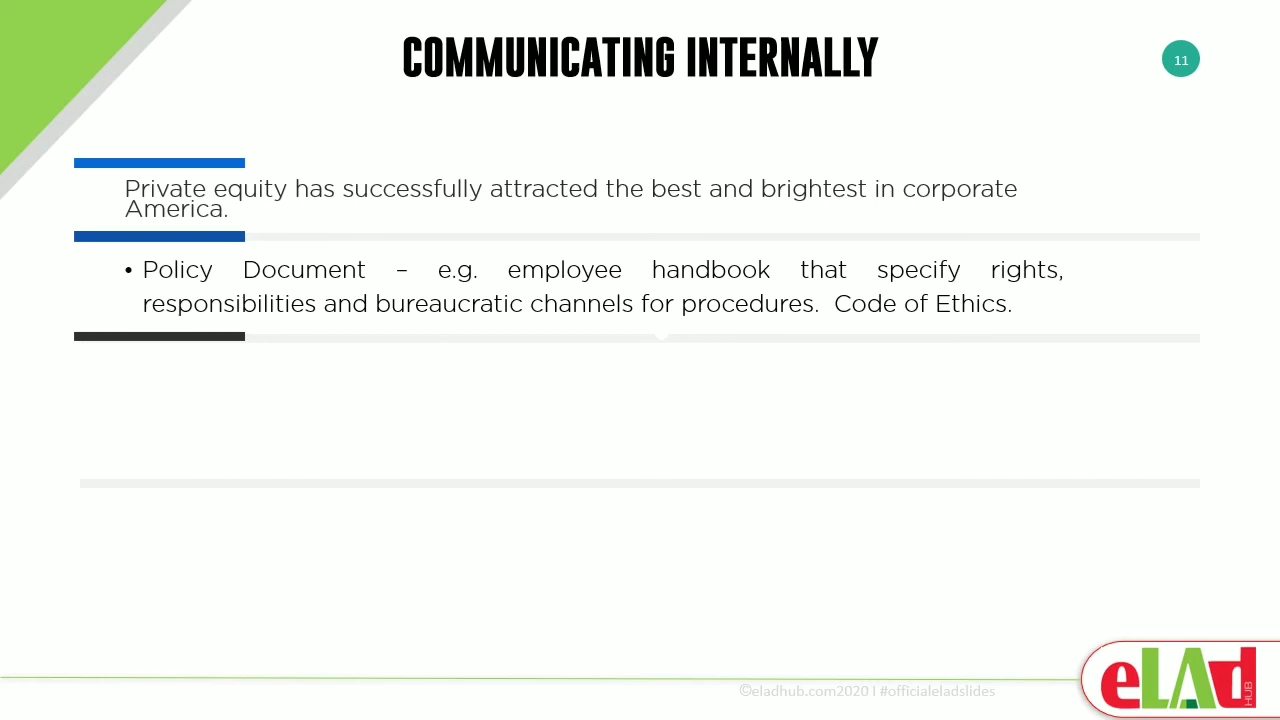 COMMUNICATING INTERNALLY
11
Private equity has successfully attracted the best and brightest in corporate
America.
• Policy Document – e.g. employee handbook that specify rights,
responsibilities and bureaucratic channels for procedures. Code of Ethics.
©eladhub.com2020 I #officialeladslides
eLAd
HUB